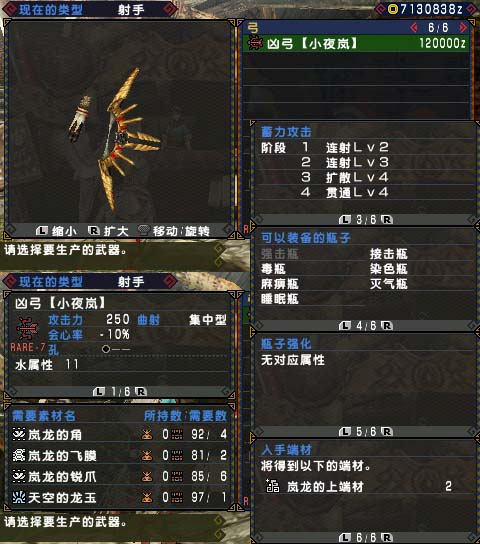 现在的类型 射手
缩小 扩大 移动:旋转
请选择要生产的武器。
现在的类型 射手
凶弓【小夜岚】
攻击力 250 曲射 集中型
会心率 -10%
RARE-7 孔 ●--
水属性 11
1/6
需要素材名 所持数:需要数
岚龙的角 0 92/ 4
岚龙的飞膜 0 81/ 2
岚龙的锐爪 0 85/ 6
天空的龙玉 0 97/ 1
请选择要生产的武器。
7130838z
弓 6/6
凶弓【小夜岚】 120000z
蓄力攻击
阶段 1 连射Lv2
2 连射Lv3
3 扩散Lv4
4 贯通Lv4
3/6
可以装备的瓶子
强击瓶 接击瓶
毒瓶 染色瓶
麻痹瓶 灭气瓶
睡眠瓶
4/6
瓶子强化
无对应属性
5/6
入手端材
将得到以下的端材。
岚龙的上端材 2
6/6